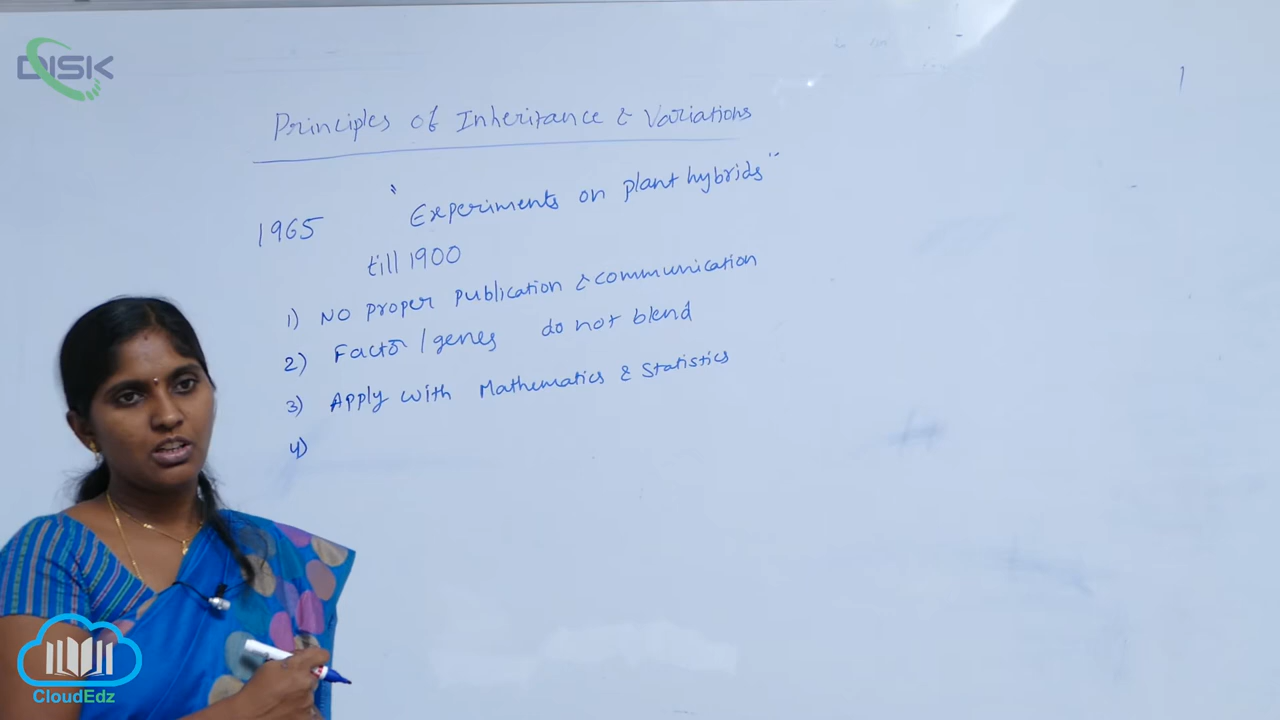 DISK
Principles of Inheritance & Variations
1965 "Experiments on plant hybrids"
till 1900
1) No proper publication & communication
2) Factor/genes do not blend
3) Apply with Mathematics & Statistics
4)
CloudEdz